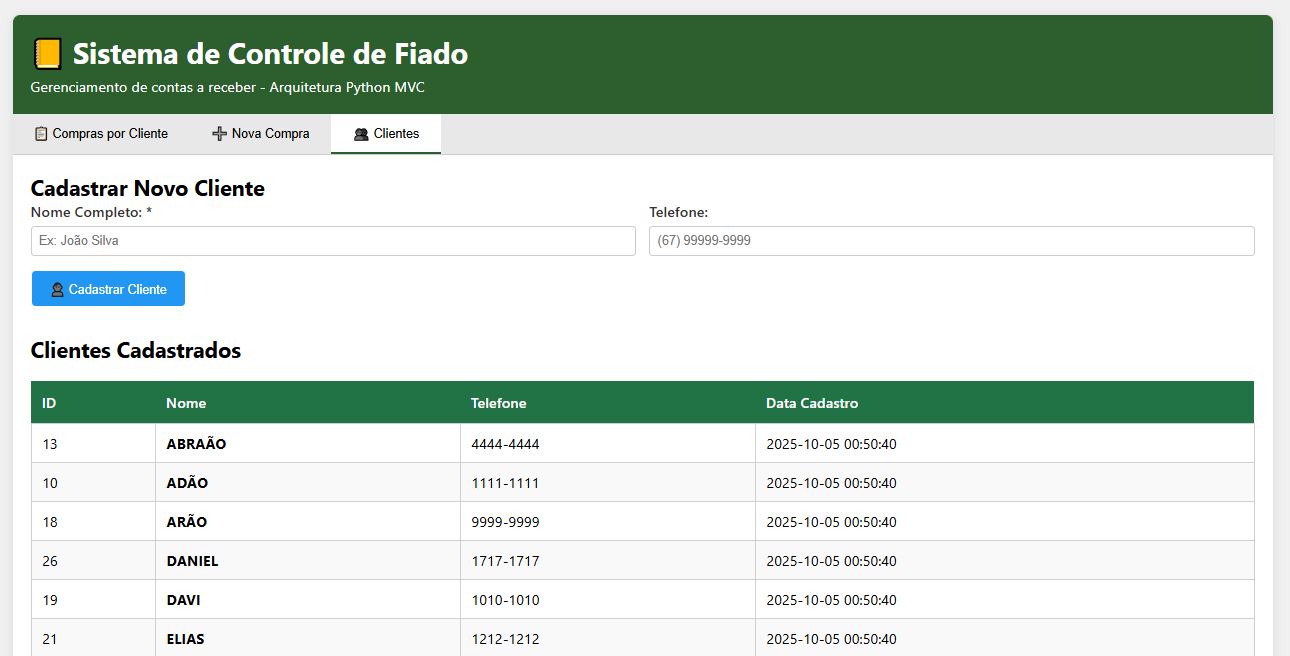 Sistema de Controle de Fiado
Gerenciamento de contas a receber - Arquitetura Python MVC
Compras por Cliente Nova Compra Clientes
Cadastrar Novo Cliente
Nome Completo: * Telefone:
Ex: João Silva (67) 99999-9999
Cadastrar Cliente
Clientes Cadastrados
ID Nome Telefone Data Cadastro
13 ABRAÃO 4444-4444 2025-10-05 00:50:40
10 ADÃO 1111-1111 2025-10-05 00:50:40
18 ARÃO 9999-9999 2025-10-05 00:50:40
26 DANIEL 1717-1717 2025-10-05 00:50:40
19 DAVI 1010-1010 2025-10-05 00:50:40
21 ELIAS 1212-1212 2025-10-05 00:50:40